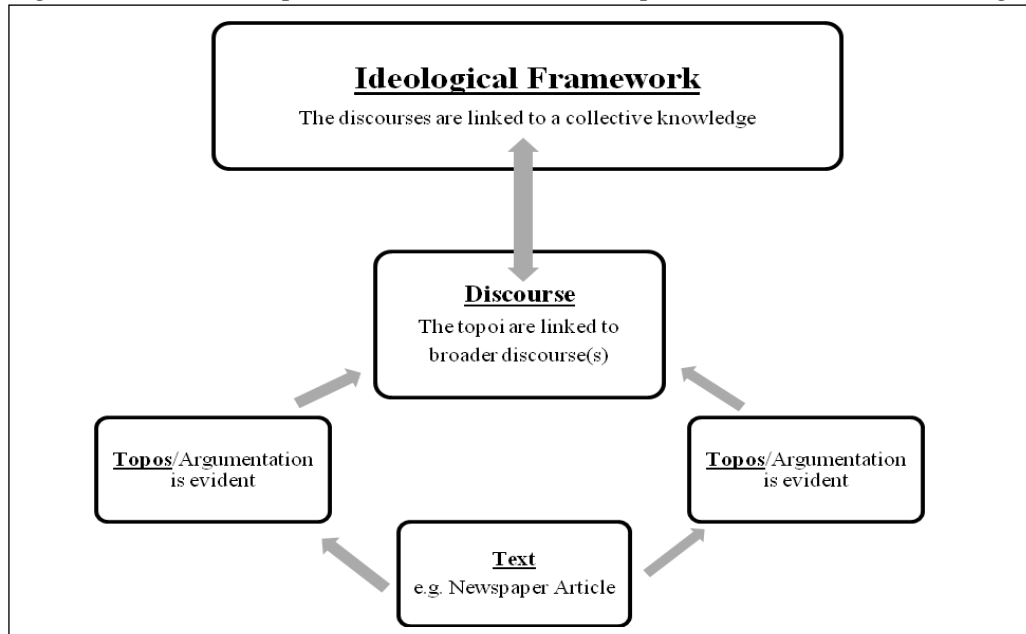 Ideological Framework
The discourses are linked to a collective knowledge
Discourse
The topoi are linked to
broader discourse(s)
Topos/Argumentation
is evident
Topos/Argumentation
is evident
Text
e.g. Newspaper Article